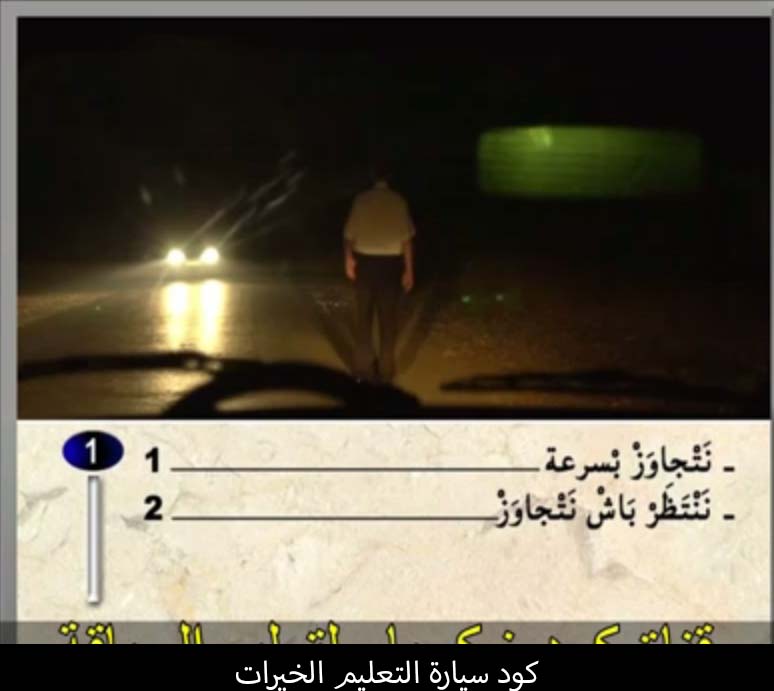 1
- نَتْجاوَزْ بْسرعة 1
- نَنْتَظَرْ بَاشْ نَتْجاوَزْ 2
كود سيارة التعليم الخيرات